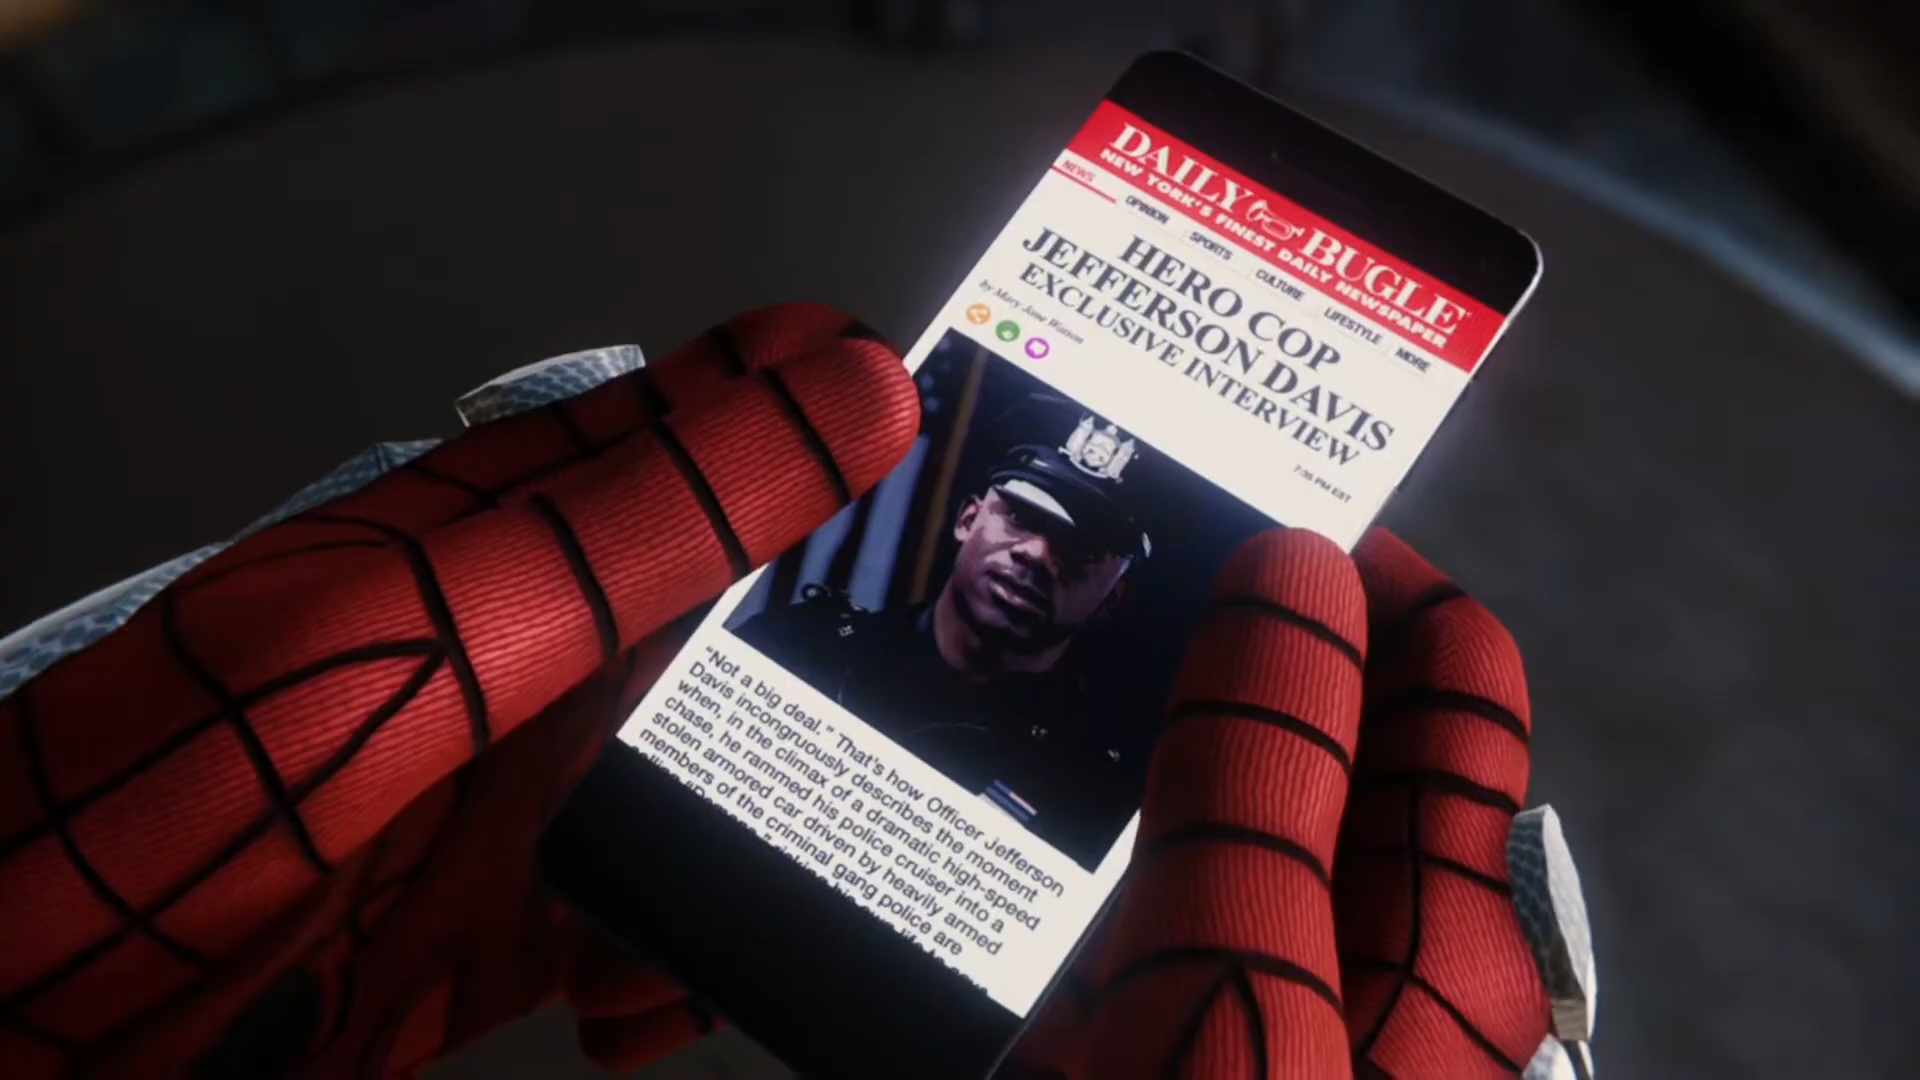 DAILY BUGLE
NEW YORK'S FINEST DAILY NEWSPAPER
NEWS
OPINION
SPORTS
CULTURE
LIFESTYLE
MORE
HERO COP
JEFFERSON DAVIS
EXCLUSIVE INTERVIEW
by Mary Jane Watson
7:35 PM EST
"Not a big deal." That's how Officer Jefferson
Davis incongruously describes the moment
when, in the climax of a dramatic high-speed
chase, he rammed his police cruiser into a
stolen armored car driven by heavily armed
members of the criminal gang police are